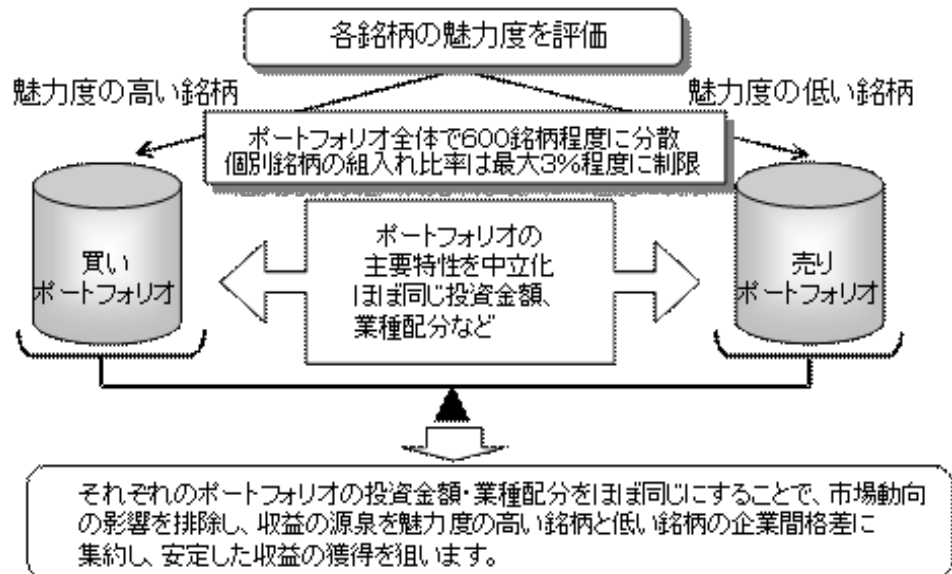 各銘柄の魅力度を評価
魅力度の高い銘柄
魅力度の低い銘柄
ポートフォリオ全体で600銘柄程度に分散
個別銘柄の組入れ比率は最大3%程度に制限
買い
ポートフォリオ
ポートフォリオの
主要特性を中立化
ほぼ同じ投資金額、
業種配分など
売り
ポートフォリオ
それぞれのポートフォリオの投資金額・業種配分をほぼ同じにすることで、市場動向
の影響を排除し、収益の源泉を魅力度の高い銘柄と低い銘柄の企業間格差に
集約し、安定した収益の獲得を狙います。